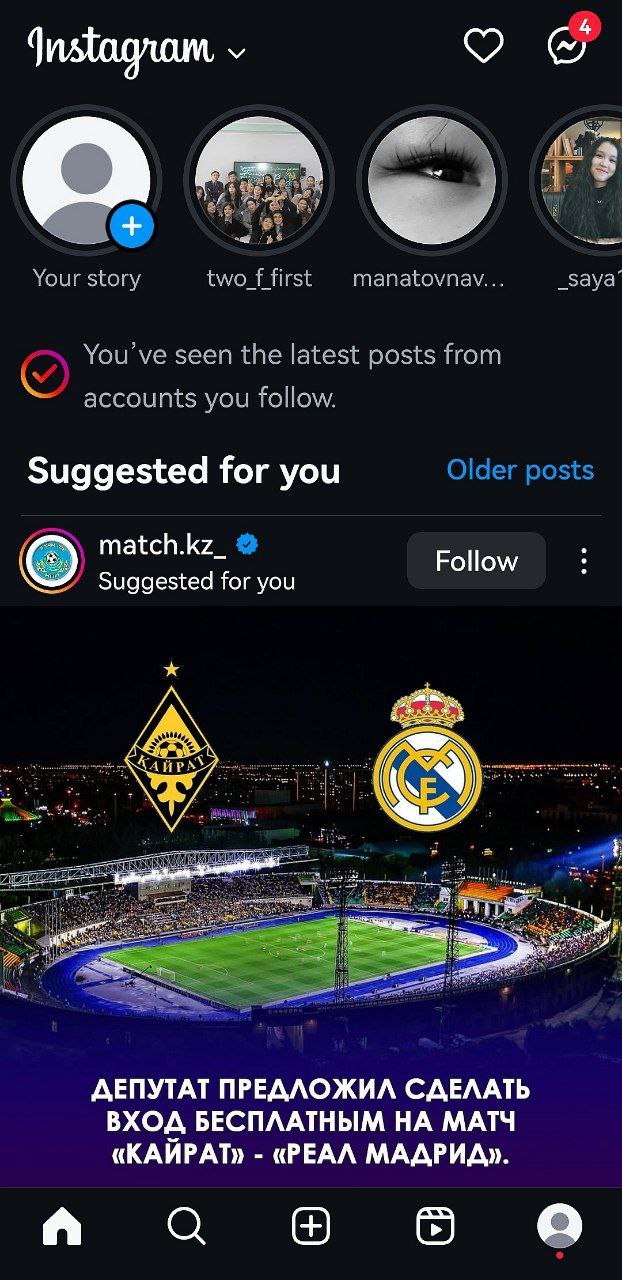 Instagram
4
Your story
two_f_first
manatovnav...
_saya1
You've seen the latest posts from
accounts you follow.
Suggested for you
Older posts
match.kz_
Suggested for you
Follow
КАЙРАТ
ДЕПУТАТ ПРЕДЛОЖИЛ СДЕЛАТЬ
ВХОД БЕСПЛАТНЫМ НА МАТЧ
«КАЙРАТ» - «РЕАЛ МАДРИД».